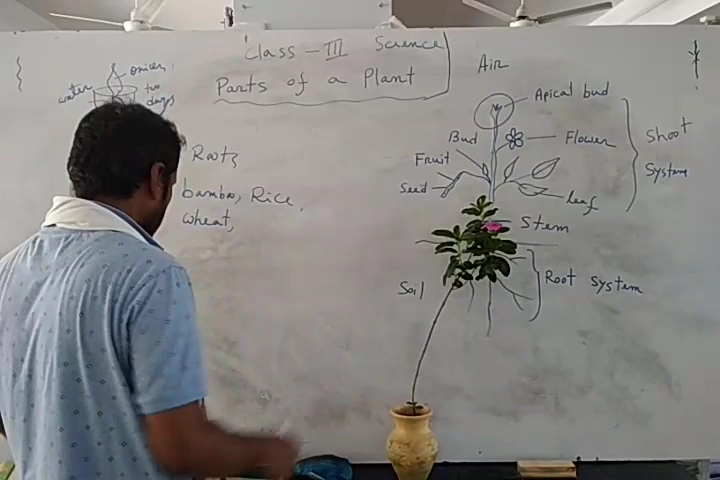 Class - III Science
Parts of a Plant
onion
water
two
days
Roots
bamboo, Rice,
wheat,
Air
Apical bud
Bud
Flower
Fruit
Seed
leaf
Shoot
System
Stem
Soil
Root system